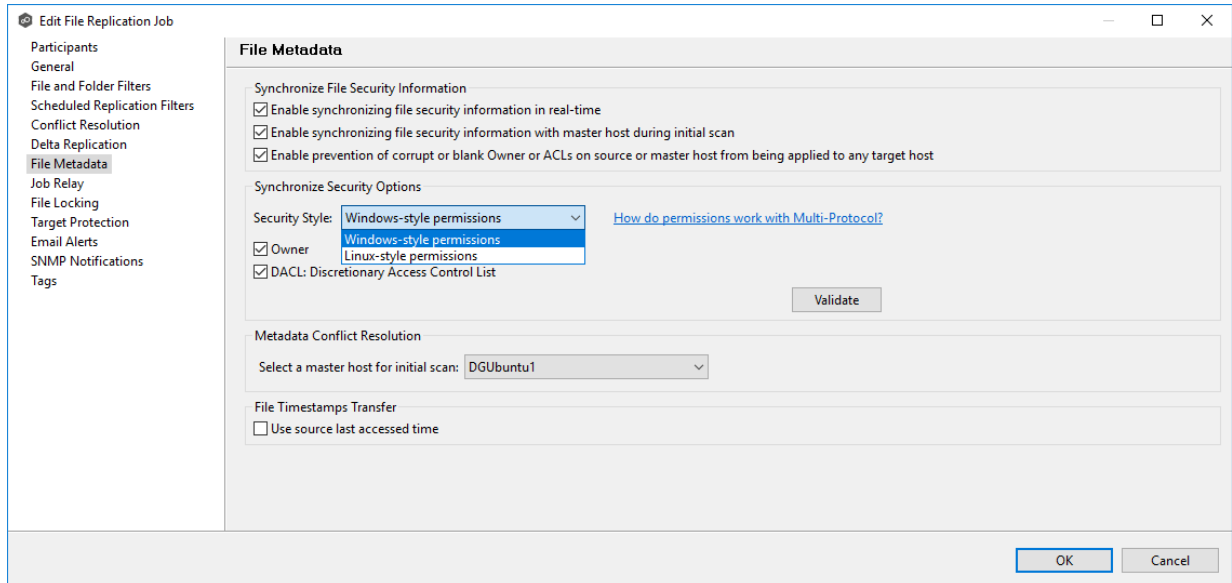 Edit File Replication Job
Participants
General
File and Folder Filters
Scheduled Replication Filters
Conflict Resolution
Delta Replication
File Metadata
Job Relay
File Locking
Target Protection
Email Alerts
SNMP Notifications
Tags
File Metadata
Synchronize File Security Information
Enable synchronizing file security information in real-time
Enable synchronizing file security information with master host during initial scan
Enable prevention of corrupt or blank Owner or ACLs on source or master host from being applied to any target host
Synchronize Security Options
Security Style: Windows-style permissions How do permissions work with Multi-Protocol?
Windows-style permissions
Linux-style permissions
Owner
DACL: Discretionary Access Control List
Validate
Metadata Conflict Resolution
Select a master host for initial scan: DGUbuntu1
File Timestamps Transfer
Use source last accessed time
OK Cancel